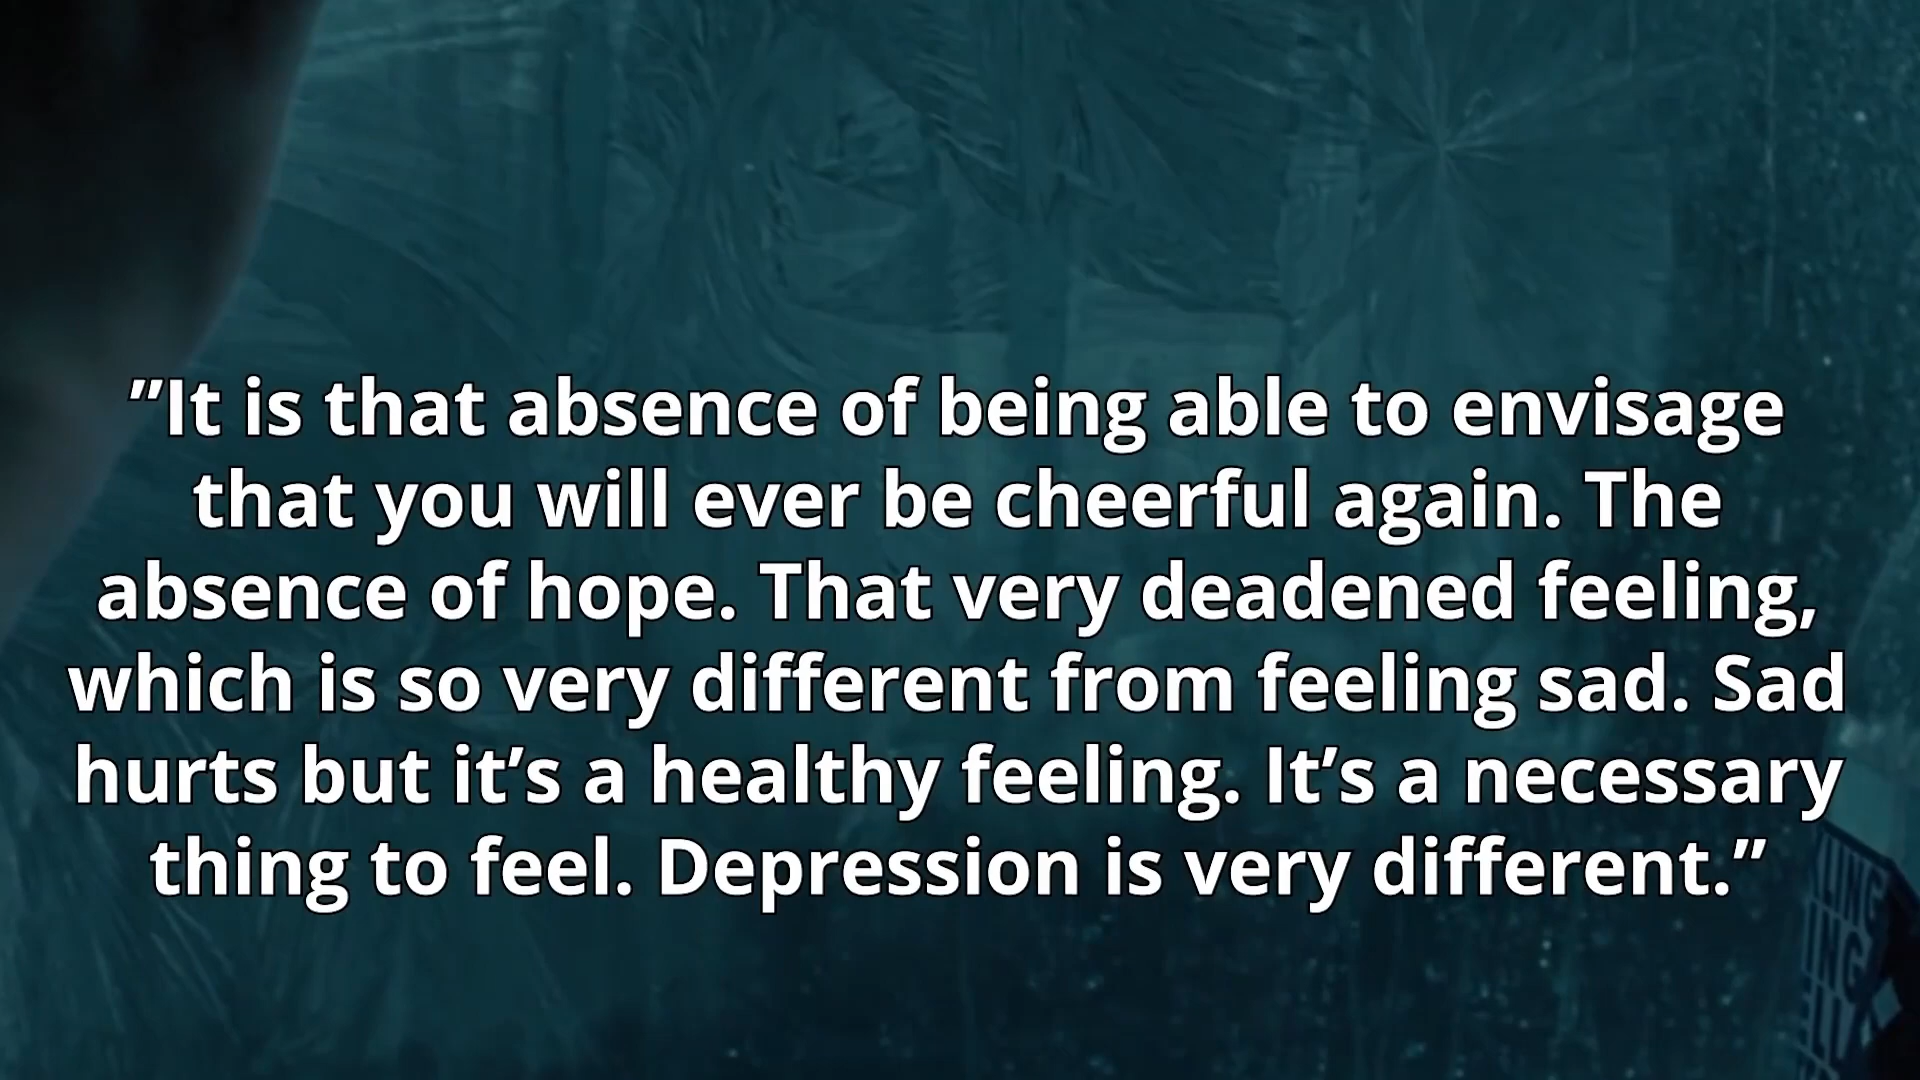 ”It is that absence of being able to envisage
that you will ever be cheerful again. The
absence of hope. That very deadened feeling,
which is so very different from feeling sad. Sad
hurts but it’s a healthy feeling. It’s a necessary
thing to feel. Depression is very different.”